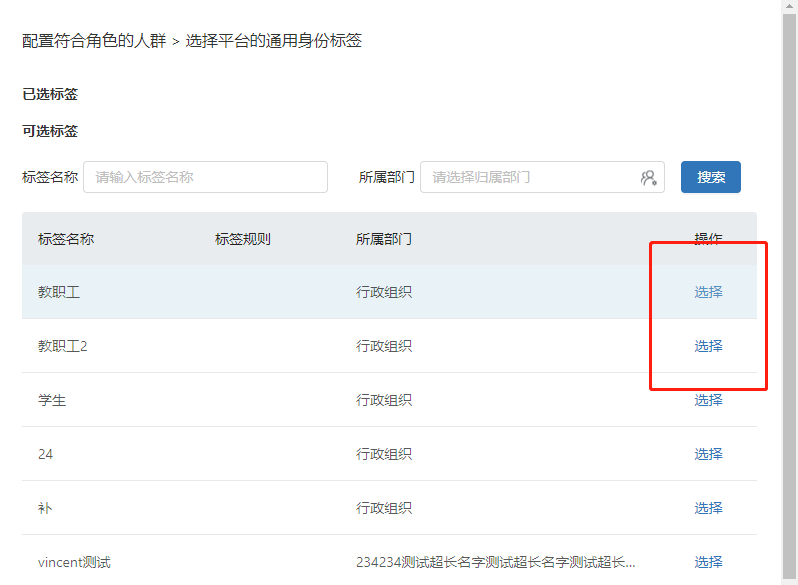 配置符合角色的人群 > 选择平台的通用身份标签
已选标签
可选标签
标签名称 请输入标签名称 所属部门 请选择归属部门 搜索
标签名称 标签规则 所属部门 操作
教职工 行政组织 选择
教职工2 行政组织 选择
学生 行政组织 选择
24 行政组织 选择
补 行政组织 选择
vincent测试 234234测试超长名字测试超长名字测试超长... 选择